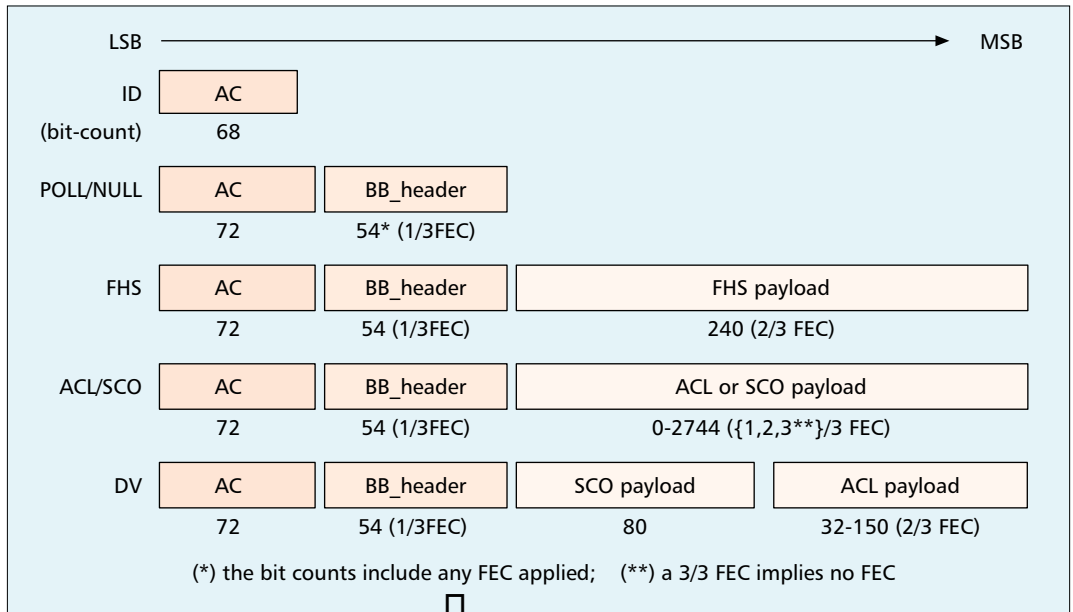 LSB MSB
ID AC
(bit-count) 68
POLL/NULL AC BB_header
72 54* (1/3FEC)
FHS AC BB_header FHS payload
72 54 (1/3FEC) 240 (2/3 FEC)
ACL/SCO AC BB_header ACL or SCO payload
72 54 (1/3FEC) 0-2744 ({1,2,3**}/3 FEC)
DV AC BB_header SCO payload ACL payload
72 54 (1/3FEC) 80 32-150 (2/3 FEC)
(*) the bit counts include any FEC applied; (**) a 3/3 FEC implies no FEC